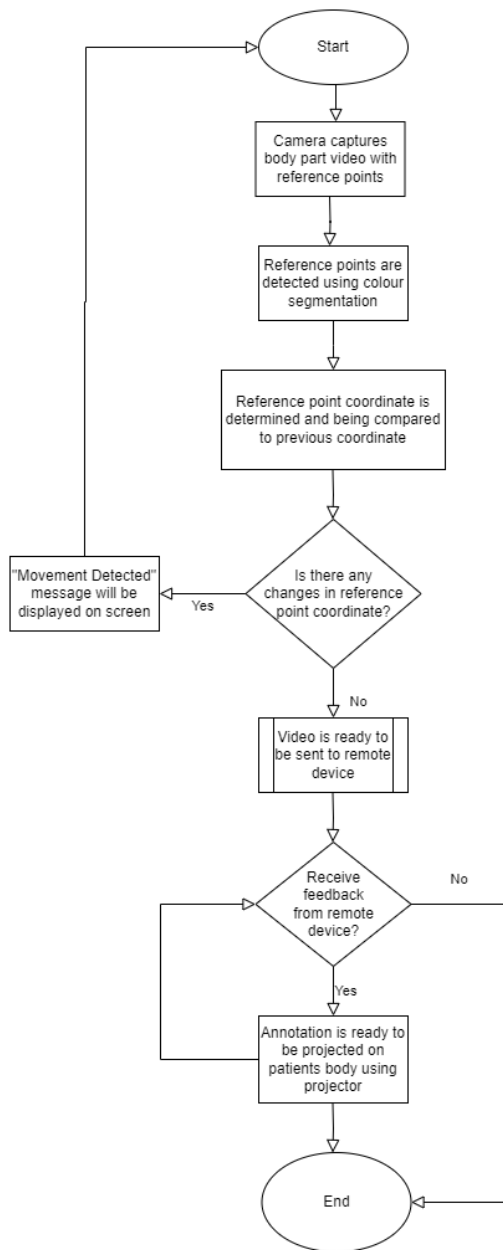 Start
Camera captures
body part video with
reference points
Reference points are
detected using colour
segmentation
Reference point coordinate is
determined and being compared
to previous coordinate
"Movement Detected"
message will be
displayed on screen
Yes
Is there any
changes in reference
point coordinate?
No
Video is ready to
be sent to remote
device
Receive
feedback
from remote
device?
No
Yes
Annotation is ready to
be projected on
patients body using
projector
End